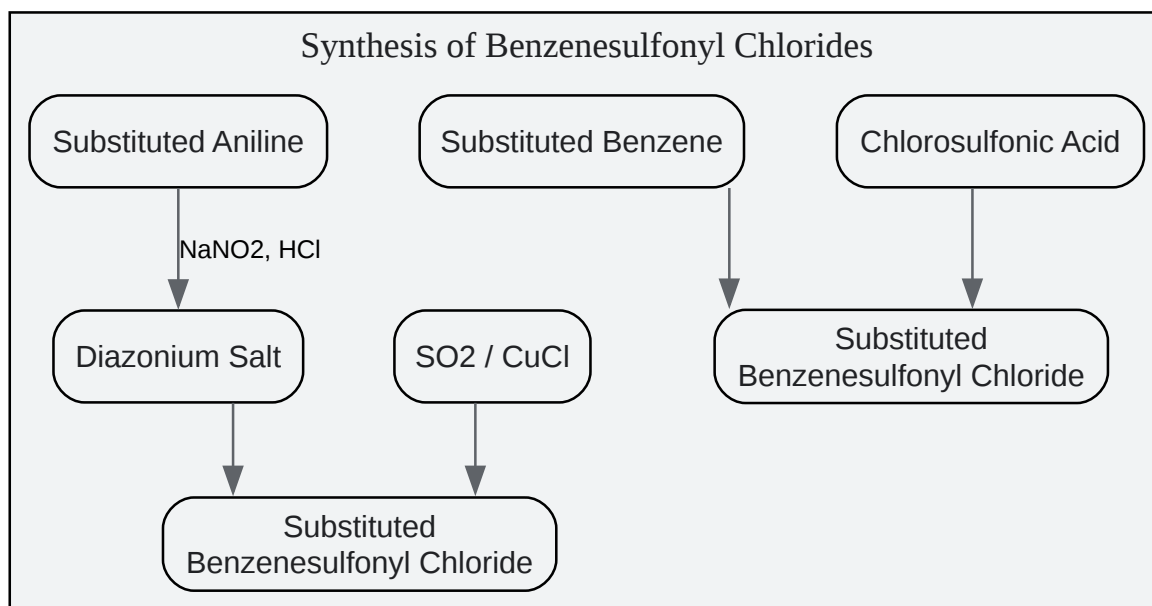 Synthesis of Benzenesulfonyl Chlorides
Substituted Aniline
Substituted Benzene
Chlorosulfonic Acid
NaNO2, HCl
Diazonium Salt
SO2 / CuCl
Substituted
Benzenesulfonyl Chloride
Substituted
Benzenesulfonyl Chloride